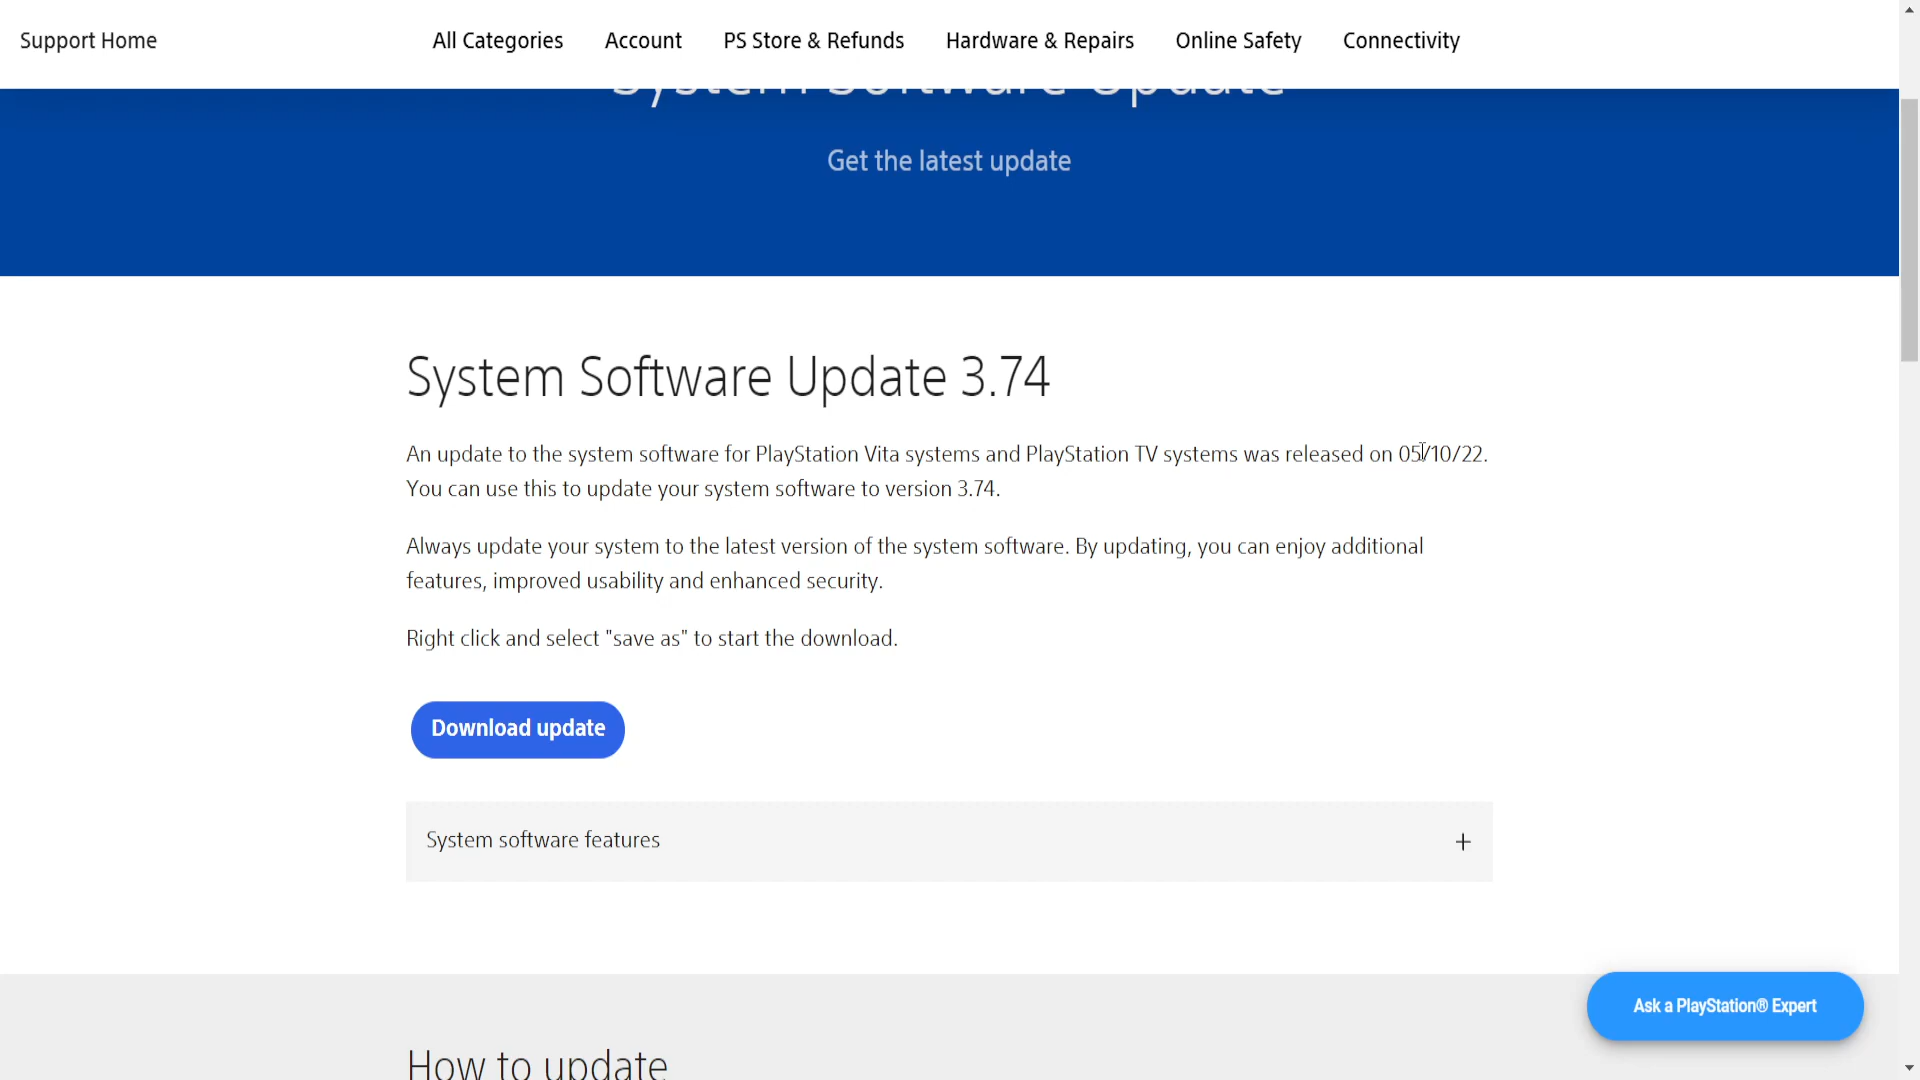 Support Home
All Categories Account PS Store & Refunds Hardware & Repairs Online Safety Connectivity
System Software Update
Get the latest update
System Software Update 3.74
An update to the system software for PlayStation Vita systems and PlayStation TV systems was released on 05/10/22.
You can use this to update your system software to version 3.74.
Always update your system to the latest version of the system software. By updating, you can enjoy additional
features, improved usability and enhanced security.
Right click and select "save as" to start the download.
Download update
System software features +
Ask a PlayStation® Expert
How to update